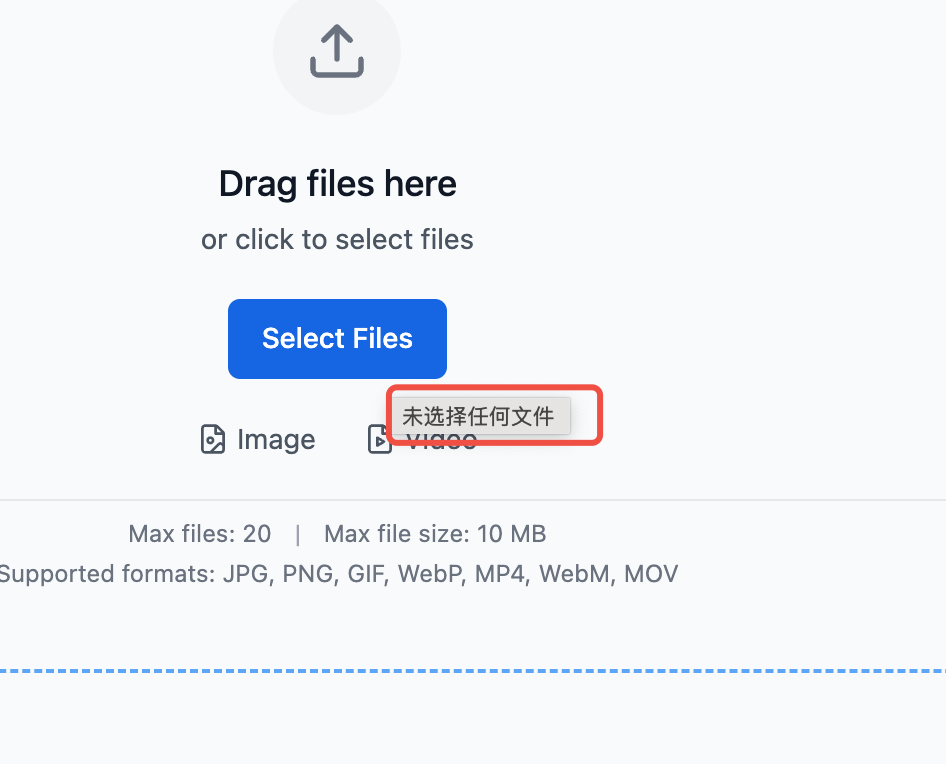 Drag files here
or click to select files
Select Files
未选择任何文件
Image
Video
Max files: 20 | Max file size: 10 MB
Supported formats: JPG, PNG, GIF, WebP, MP4, WebM, MOV